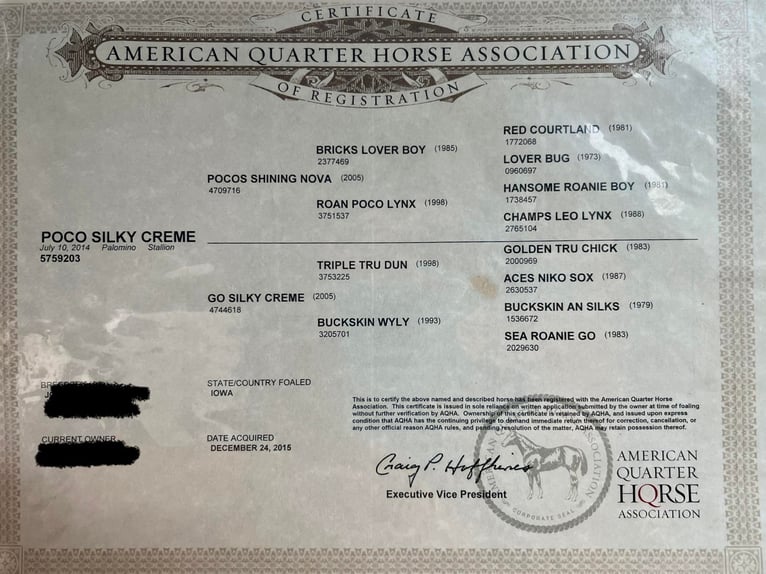 CERTIFICATE
AMERICAN QUARTER HORSE ASSOCIATION
OF REGISTRATION
RED COURTLAND (1981)
1772068
BRICKS LOVER BOY (1985)
2377469
LOVER BUG (1973)
0960697
POCOS SHINING NOVA (2005)
4709716
HANSOME ROANIE BOY (1981)
1738457
ROAN POCO LYNX (1998)
3751537
CHAMPS LEO LYNX (1988)
2765104
POCO SILKY CREME
July 10, 2014 Palomino Stallion
5759203
GOLDEN TRU CHICK (1983)
2000969
TRIPLE TRU DUN (1998)
3753225
ACES NIKO SOX (1987)
2630537
GO SILKY CREME (2005)
4744618
BUCKSKIN AN SILKS (1979)
1536672
BUCKSKIN WYLY (1993)
3205701
SEA ROANIE GO (1983)
2029630
STATE/COUNTRY FOALED
IOWA
CURRENT OWNER
DATE ACQUIRED
DECEMBER 24, 2015
This is to certify the above named and described horse has been registered with the American Quarter Horse
Association. This certificate is issued in sole reliance on written application submitted by the owner at time of foaling
without further verification by AQHA. Ownership of this certificate is retained by AQHA, and issued upon express
condition that AQHA has the continuing privilege to demand immediate return thereof for correction, cancellation, or
any other official reason AQHA rules, and pending resolution of the matter, AQHA may retain possession thereof.
Craig P. Huffhines
Executive Vice President
AMERICAN ASSOCIATION
CORPORATE SEAL
AMERICAN
QUARTER
HORSE
ASSOCIATION